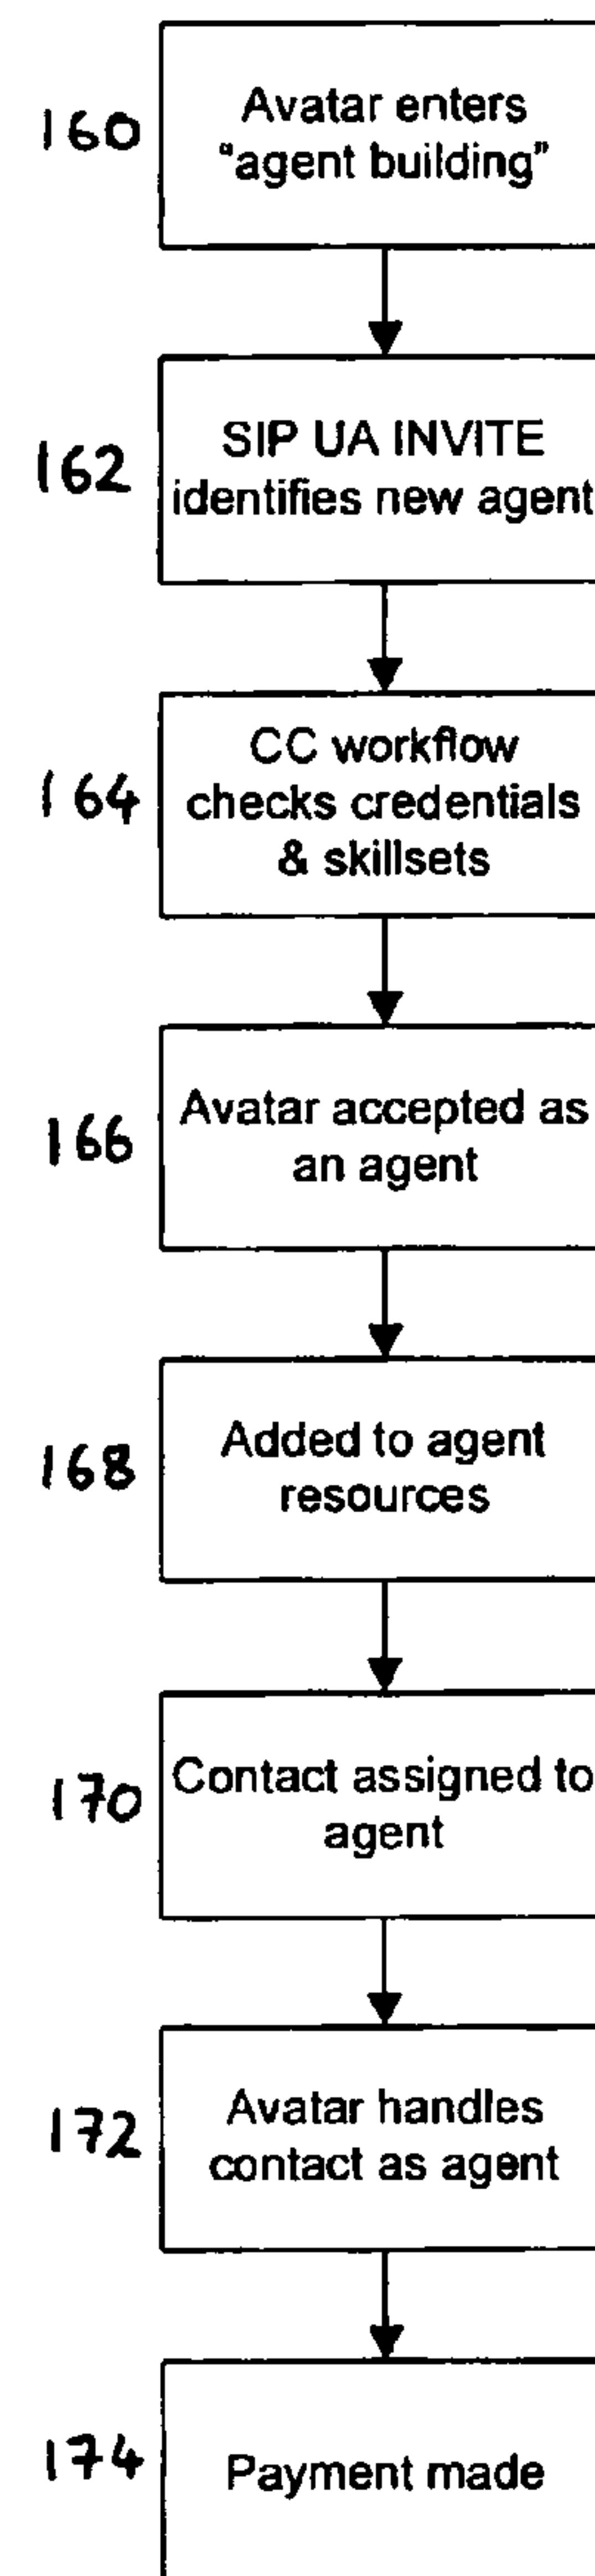 160
Avatar enters
"agent building"
162
SIP UA INVITE
identifies new agent
164
CC workflow
checks credentials
& skillsets
166
Avatar accepted as
an agent
168
Added to agent
resources
170
Contact assigned to
agent
172
Avatar handles
contact as agent
174
Payment made